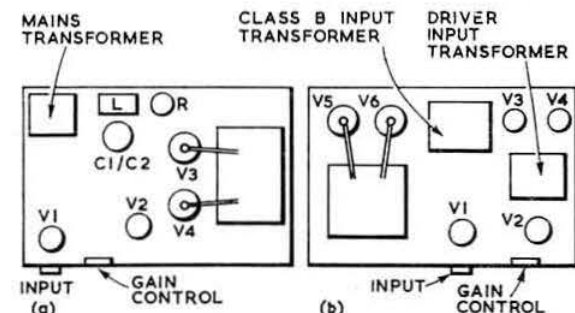 MAINS
TRANSFORMER
CLASS B INPUT
TRANSFORMER
DRIVER
INPUT
TRANSFORMER
L
R
C1/C2
V3
V4
V2
V1
INPUT
GAIN
CONTROL
(a)
V5
V6
V3
V4
V1
V2
INPUT
GAIN
CONTROL
(b)